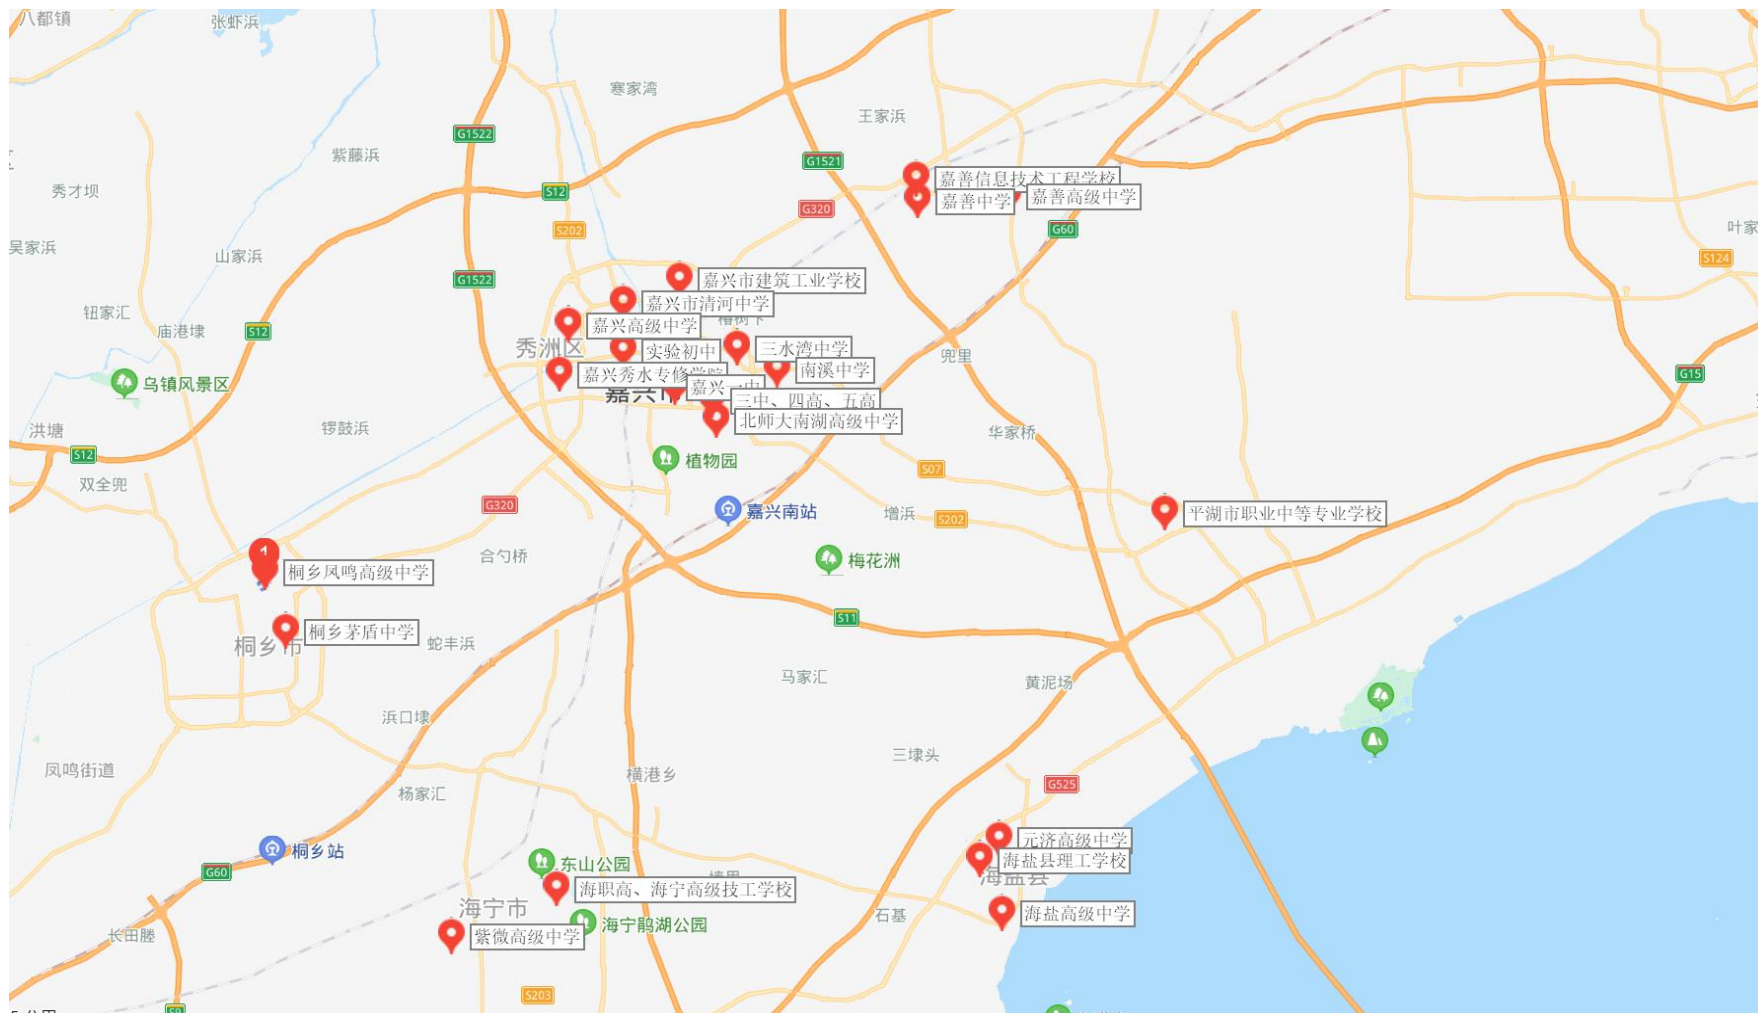 八都镇
张虾浜
寒家湾
王家浜
G1522
紫藤浜
G1521
秀才坝
S12
嘉善信息技术工程学校
嘉善中学
嘉善高级中学
G320
S202
G60
叶家
吴家浜
山家浜
S124
G1522
嘉兴市建筑工业学校
嘉兴市清河中学
钮家汇
庙港埭
S12
嘉兴高级中学
秀洲区
实验初中
三水湾中学
兜里
南溪中学
嘉兴秀水专修学院
G15
乌镇风景区
嘉兴一中
三中、四高、五高
北师大南湖高级中学
洪塘
锣鼓浜
华家桥
S12
植物园
S07
双全兜
G320
嘉兴南站
增浜
S202
平湖市职业中等专业学校
合勺桥
梅花洲
1
桐乡凤鸣高级中学
S11
桐乡茅盾中学
桐乡市
蛇丰浜
马家汇
黄泥场
浜口埭
三埭头
凤鸣街道
横港乡
G525
杨家汇
元济高级中学
桐乡站
海盐县理工学校
东山公园
G60
海盐县
海职高、海宁高级技工学校
海宁市
石基
海盐高级中学
海宁鹃湖公园
长田塍
紫微高级中学
S203